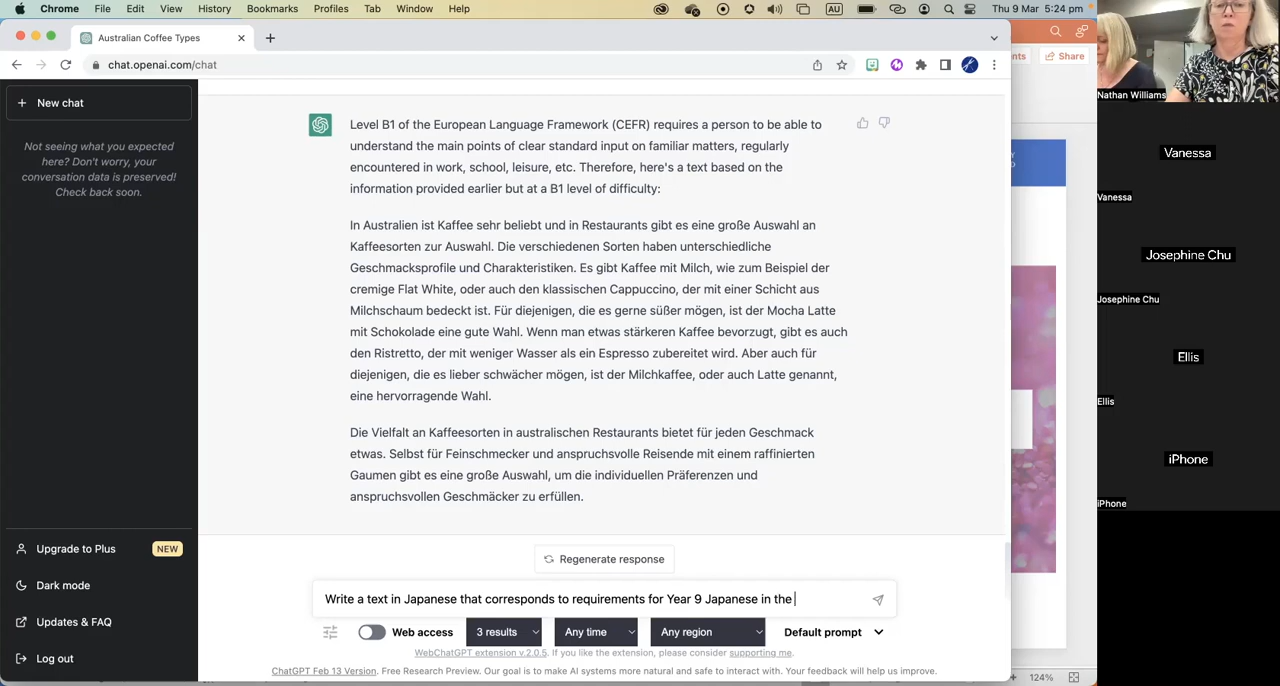 Chrome File Edit View History Bookmarks Profiles Tab Window Help
AU
Thu 9 Mar 5:24 pm
Australian Coffee Types
chat.openai.com/chat
Share
New chat
Not seeing what you expected
here? Don't worry, your
conversation data is preserved!
Check back soon.
Level B1 of the European Language Framework (CEFR) requires a person to be able to
understand the main points of clear standard input on familiar matters, regularly
encountered in work, school, leisure, etc. Therefore, here's a text based on the
information provided earlier but at a B1 level of difficulty:
In Australien ist Kaffee sehr beliebt und in Restaurants gibt es eine große Auswahl an
Kaffeesorten zur Auswahl. Die verschiedenen Sorten haben unterschiedliche
Geschmacksprofile und Charakteristiken. Es gibt Kaffee mit Milch, wie zum Beispiel der
cremige Flat White, oder auch den klassischen Cappuccino, der mit einer Schicht aus
Milchschaum bedeckt ist. Für diejenigen, die es gerne süßer mögen, ist der Mocha Latte
mit Schokolade eine gute Wahl. Wenn man etwas stärkeren Kaffee bevorzugt, gibt es auch
den Ristretto, der mit weniger Wasser als ein Espresso zubereitet wird. Aber auch für
diejenigen, die es lieber schwächer mögen, ist der Milchkaffee, oder auch Latte genannt,
eine hervorragende Wahl.
Die Vielfalt an Kaffeesorten in australischen Restaurants bietet für jeden Geschmack
etwas. Selbst für Feinschmecker und anspruchsvolle Reisende mit einem raffinierten
Gaumen gibt es eine große Auswahl, um die individuellen Präferenzen und
anspruchsvollen Geschmäcker zu erfüllen.
Upgrade to Plus NEW
Dark mode
Updates & FAQ
Log out
Regenerate response
Write a text in Japanese that corresponds to requirements for Year 9 Japanese in the
Web access 3 results Any time Any region Default prompt
WebChatGPT extension v.2.0.5. If you like the extension, please consider supporting me.
ChatGPT Feb 13 Version. Free Research Preview. Our goal is to make AI systems more natural and safe to interact with. Your feedback will help us improve.
124%
Nathan Williams
Vanessa
Vanessa
Josephine Chu
Josephine Chu
Ellis
Ellis
iPhone
iPhone